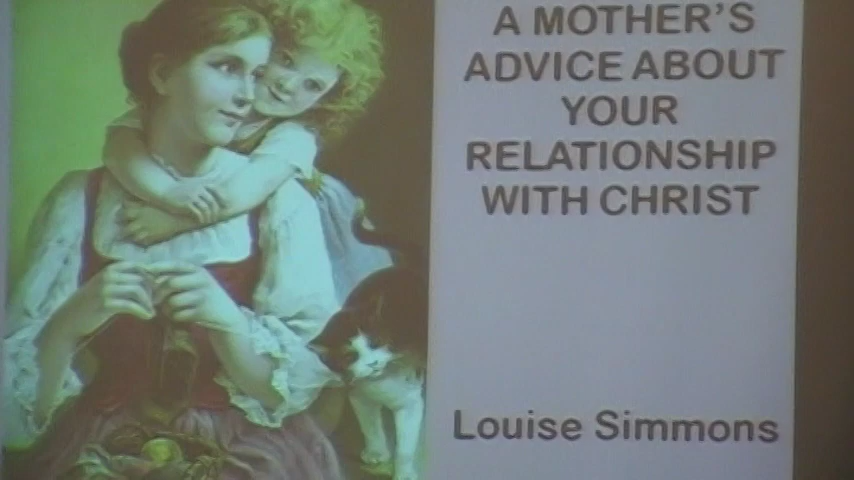 A MOTHER'S
ADVICE ABOUT
YOUR
RELATIONSHIP
WITH CHRIST
Louise Simmons